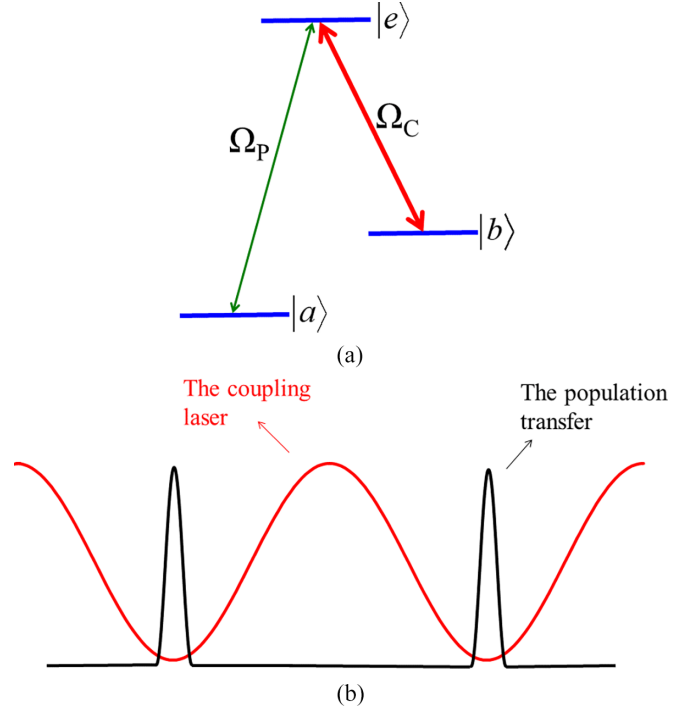 |e⟩
Ω_P
Ω_C
|b⟩
|a⟩
(a)
The coupling
laser
The population
transfer
(b)